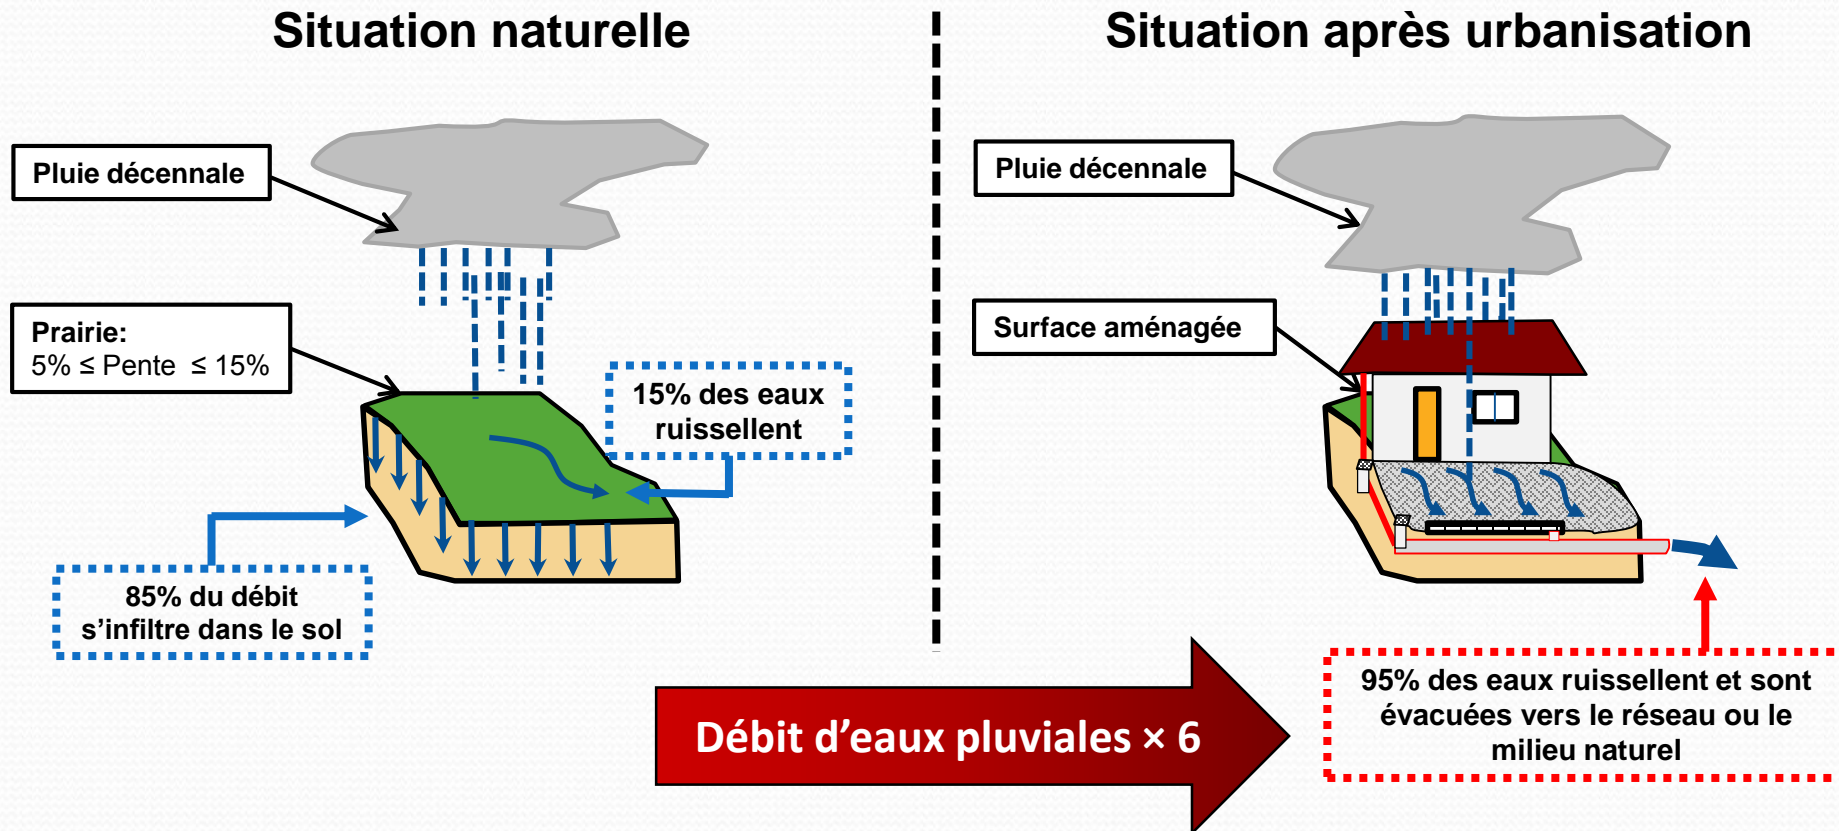 Situation naturelle
Pluie décennale
Prairie:
5% ≤ Pente ≤ 15%
15% des eaux
ruissellent
85% du débit
s’infiltre dans le sol
Situation après urbanisation
Pluie décennale
Surface aménagée
95% des eaux ruissellent et sont
évacuées vers le réseau ou le
milieu naturel
Débit d’eaux pluviales × 6